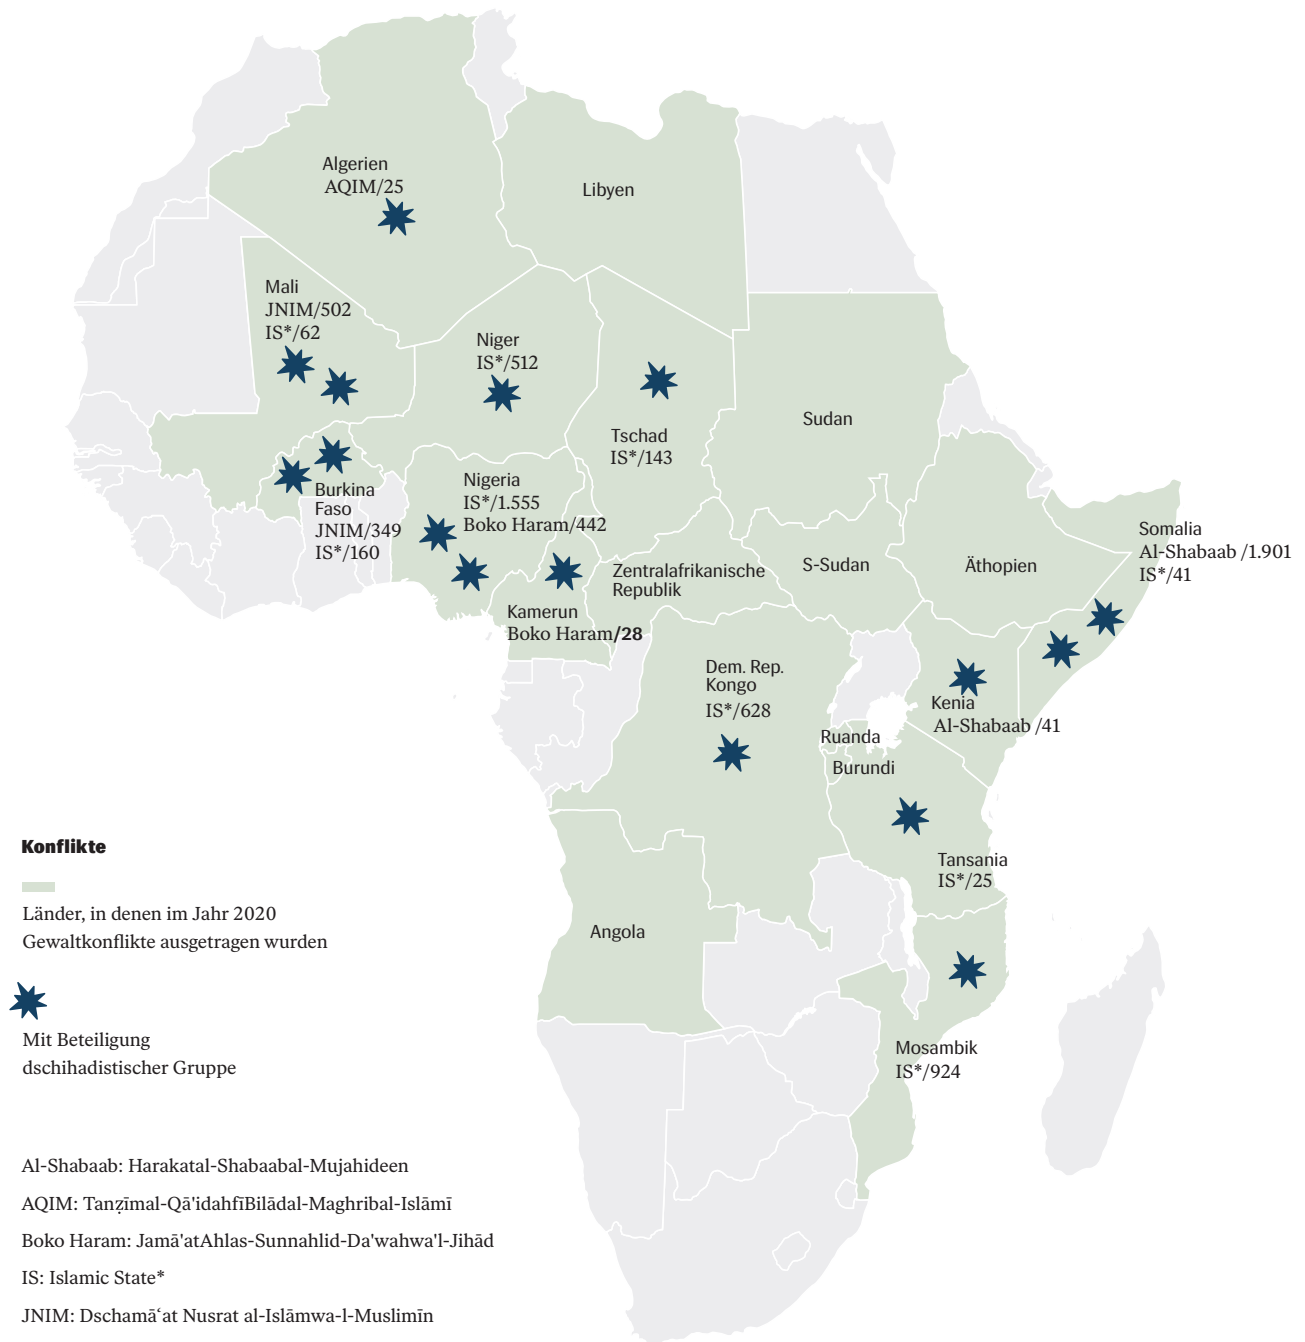 Algerien
AQIM/25
Libyen
Mali
JNIM/502
IS*/62
Niger
IS*/512
Tschad
IS*/143
Sudan
Burkina
Faso
JNIM/349
IS*/160
Nigeria
IS*/1.555
Boko Haram/442
Kamerun
Boko Haram/28
Zentralafrikanische
Republik
S-Sudan
Äthopien
Somalia
Al-Shabaab /1.901
IS*/41
Dem. Rep.
Kongo
IS*/628
Kenia
Al-Shabaab /41
Ruanda
Burundi
Tansania
IS*/25
Angola
Mosambik
IS*/924
Konflikte
Länder, in denen im Jahr 2020
Gewaltkonflikte ausgetragen wurden
Mit Beteiligung
dschihadistischer Gruppe
Al-Shabaab: Harakatal-Shabaabal-Mujahideen
AQIM: Tanẓīmal-Qā'idahfīBilādal-Maghribal-Islāmī
Boko Haram: Jamā'atAhlas-Sunnahlid-Da'wahwa'l-Jihād
IS: Islamic State*
JNIM: Dschamāʿat Nusrat al-Islāmwa-l-Muslimīn